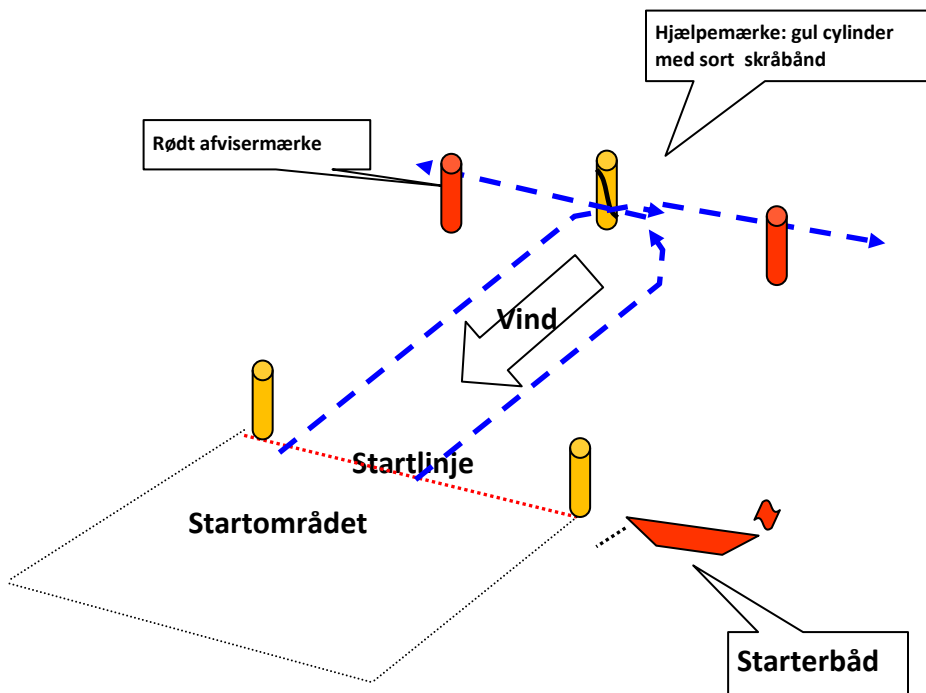 Hjælpemærke: gul cylinder
med sort skråbånd
Rødt afvisermærke
Vind
Startlinje
Startområdet
Starterbåd